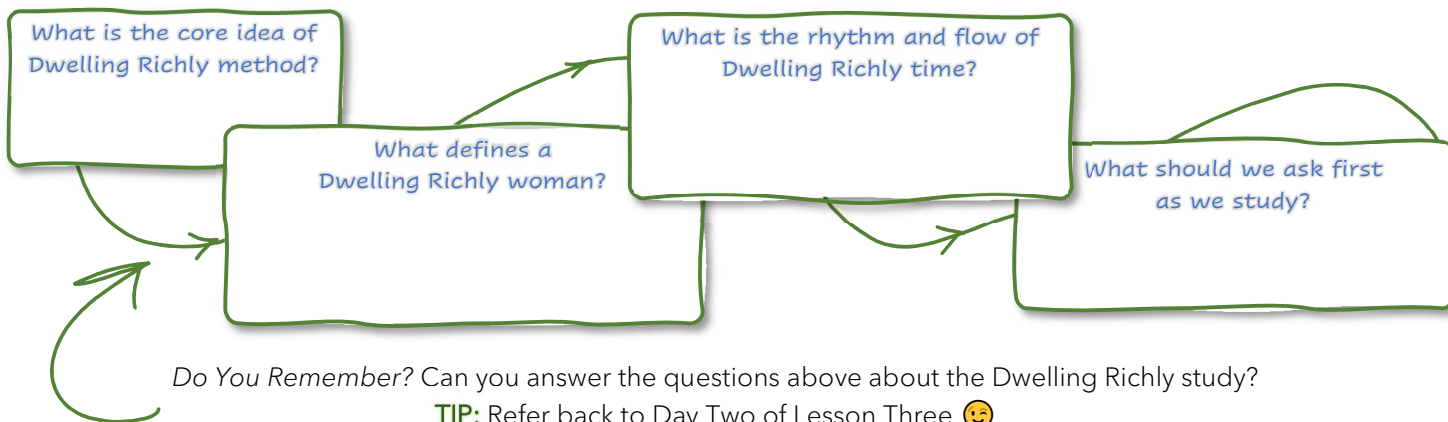 What is the core idea of
Dwelling Richly method?
What defines a
Dwelling Richly woman?
What is the rhythm and flow of
Dwelling Richly time?
What should we ask first
as we study?
Do You Remember? Can you answer the questions above about the Dwelling Richly study?
TIP: Refer back to Day Two of Lesson Three 😉